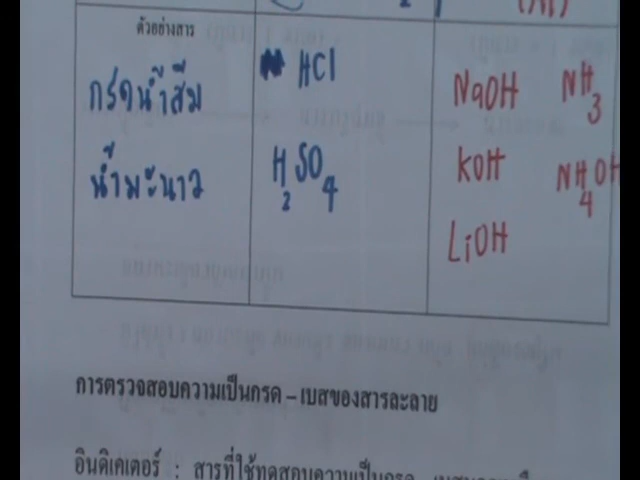 ตัวอย่างสาร
กรดน้ำส้ม
น้ำมะนาว
HCl
H2SO4
NaOH NH3
KOH NH4OH
LiOH
การตรวจสอบความเป็นกรด – เบสของสารละลาย
อินดิเคเตอร์ : สารที่ใช้ทดสอบความเป็นกรด